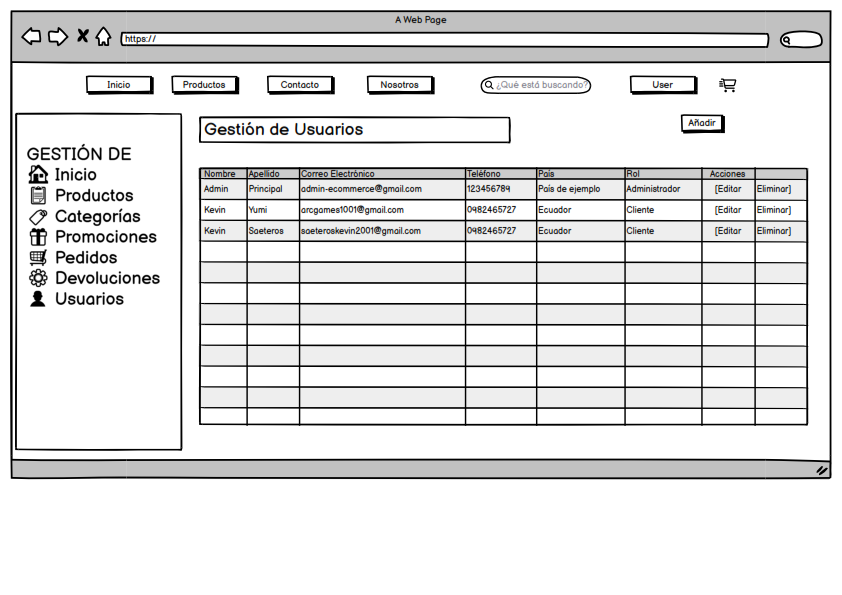 A Web Page
https://
Inicio Productos Contacto Nosotros ¿Qué está buscando? User
Gestión de Usuarios Añadir
GESTIÓN DE
Inicio
Productos
Categorías
Promociones
Pedidos
Devoluciones
Usuarios
Nombre Apellido Correo Electrónico Teléfono País Rol Acciones
Admin Principal admin-ecommerce@gmail.com 123456789 País de ejemplo Administrador [Editar Eliminar]
Kevin Yumi arcgames1001@gmail.com 0982465727 Ecuador Cliente [Editar Eliminar]
Kevin Saeteros saeteroskevin2001@gmail.com 0982465727 Ecuador Cliente [Editar Eliminar]